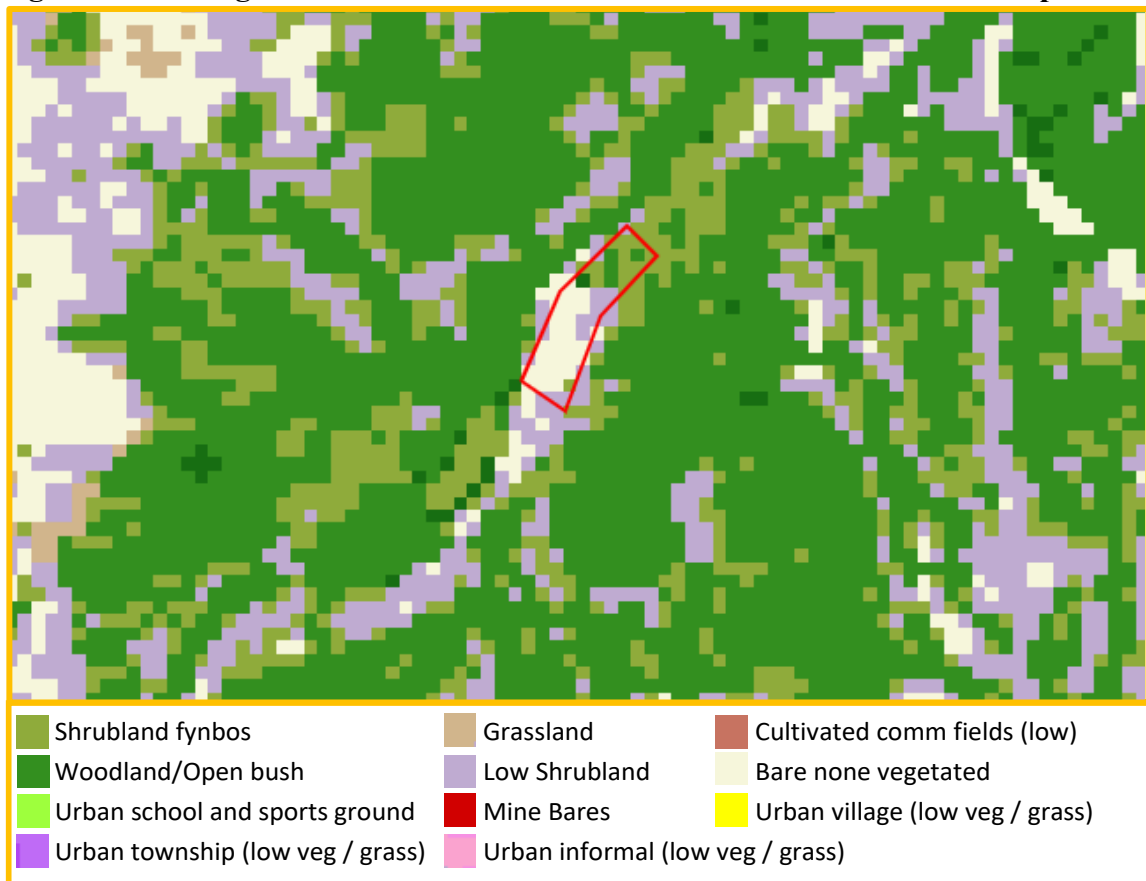 Shrubland fynbos
Grassland
Cultivated comm fields (low)
Woodland/Open bush
Low Shrubland
Bare none vegetated
Urban school and sports ground
Mine Bares
Urban village (low veg / grass)
Urban township (low veg / grass)
Urban informal (low veg / grass)